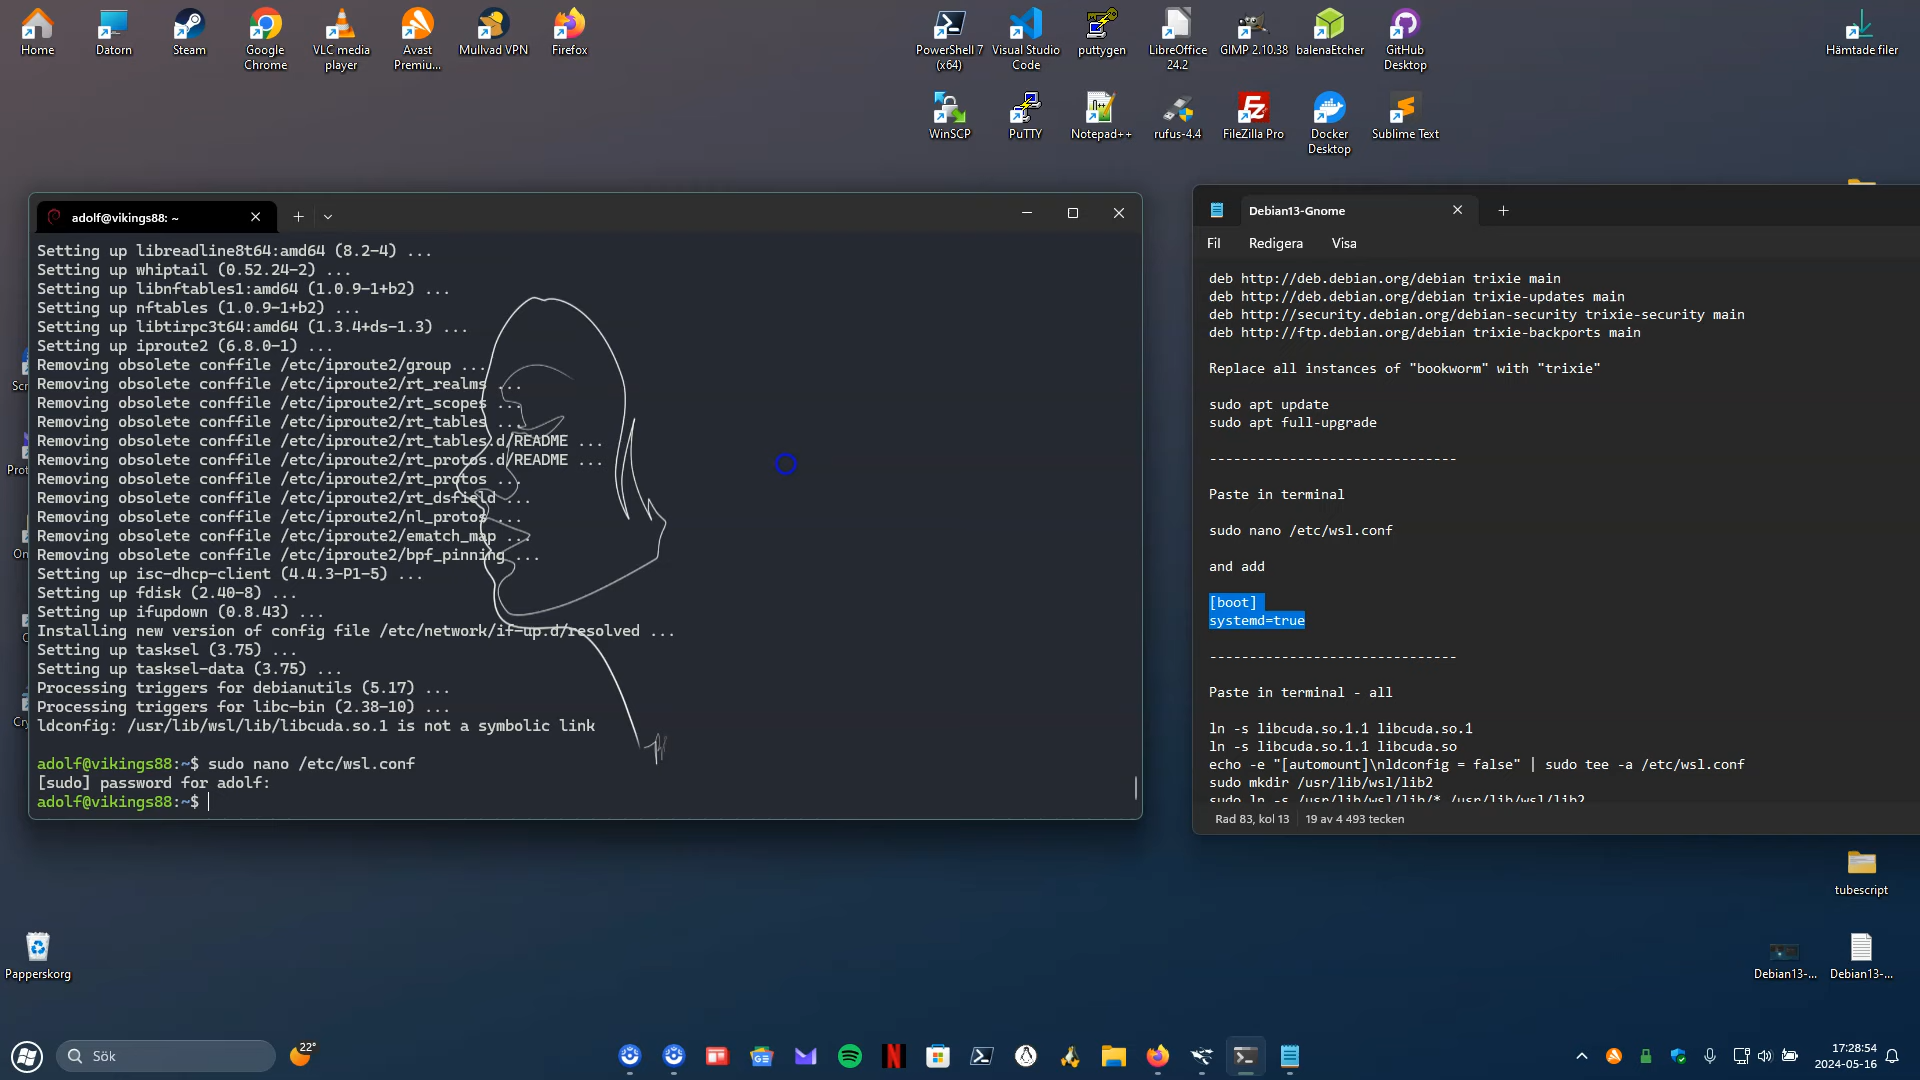 Home
Datorn
Steam
Google Chrome
VLC media player
Avast Premiu...
Mullvad VPN
Firefox
PowerShell 7 (x64)
Visual Studio Code
puttygen
LibreOffice 24.2
GIMP 2.10.38
balenaEtcher
GitHub Desktop
Hämtade filer
WinSCP
PuTTY
Notepad++
rufus-4.4
FileZilla Pro
Docker Desktop
Sublime Text
adolf@vikings88: ~
Setting up libreadline8t64:amd64 (8.2-4) ...
Setting up whiptail (0.52.24-2) ...
Setting up libnftables1:amd64 (1.0.9-1+b2) ...
Setting up nftables (1.0.9-1+b2) ...
Setting up libtirpc3t64:amd64 (1.3.4+ds-1.3) ...
Setting up iproute2 (6.8.0-1) ...
Removing obsolete conffile /etc/iproute2/group ...
Removing obsolete conffile /etc/iproute2/rt_realms ...
Removing obsolete conffile /etc/iproute2/rt_scopes ...
Removing obsolete conffile /etc/iproute2/rt_tables ...
Removing obsolete conffile /etc/iproute2/rt_tables.d/README ...
Removing obsolete conffile /etc/iproute2/rt_protos.d/README ...
Removing obsolete conffile /etc/iproute2/rt_protos ...
Removing obsolete conffile /etc/iproute2/rt_dsfield ...
Removing obsolete conffile /etc/iproute2/nl_protos ...
Removing obsolete conffile /etc/iproute2/ematch_map ...
Removing obsolete conffile /etc/iproute2/bpf_pinning ...
Setting up isc-dhcp-client (4.4.3-P1-5) ...
Setting up fdisk (2.40-8) ...
Setting up ifupdown (0.8.43) ...
Installing new version of config file /etc/network/if-up.d/resolved ...
Setting up tasksel (3.75) ...
Setting up tasksel-data (3.75) ...
Processing triggers for debianutils (5.17) ...
Processing triggers for libc-bin (2.38-10) ...
ldconfig: /usr/lib/wsl/lib/libcuda.so.1 is not a symbolic link
adolf@vikings88:~$ sudo nano /etc/wsl.conf
[sudo] password for adolf:
adolf@vikings88:~$
Debian13-Gnome
Fil Redigera Visa
deb http://deb.debian.org/debian trixie main
deb http://deb.debian.org/debian trixie-updates main
deb http://security.debian.org/debian-security trixie-security main
deb http://ftp.debian.org/debian trixie-backports main
Replace all instances of "bookworm" with "trixie"
sudo apt update
sudo apt full-upgrade
-------------------------------
Paste in terminal
sudo nano /etc/wsl.conf
and add
[boot]
systemd=true
-------------------------------
Paste in terminal - all
ln -s libcuda.so.1.1 libcuda.so.1
ln -s libcuda.so.1.1 libcuda.so
echo -e "[automount]\nldconfig = false" | sudo tee -a /etc/wsl.conf
sudo mkdir /usr/lib/wsl/lib2
sudo ln -s /usr/lib/wsl/lib/* /usr/lib/wsl/lib2
Rad 83, kol 13
19 av 4 493 tecken
tubescript
Papperskorg
Debian13-...
Debian13-...
Sök
22°
17:28:54
2024-05-16